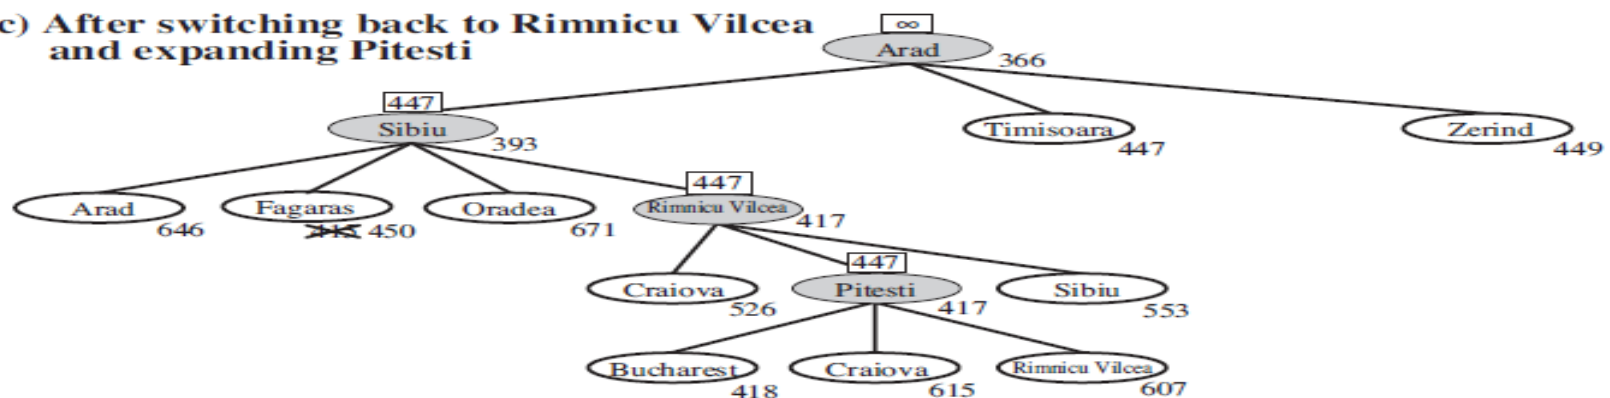 c) After switching back to Rimnicu Vilcea
and expanding Pitesti
∞
Arad
366
447
Sibiu
393
Timisoara
447
Zerind
449
Arad
646
Fagaras
450
Oradea
671
447
Rimnicu Vilcea
417
Craiova
526
447
Pitesti
417
Sibiu
553
Bucharest
418
Craiova
615
Rimnicu Vilcea
607